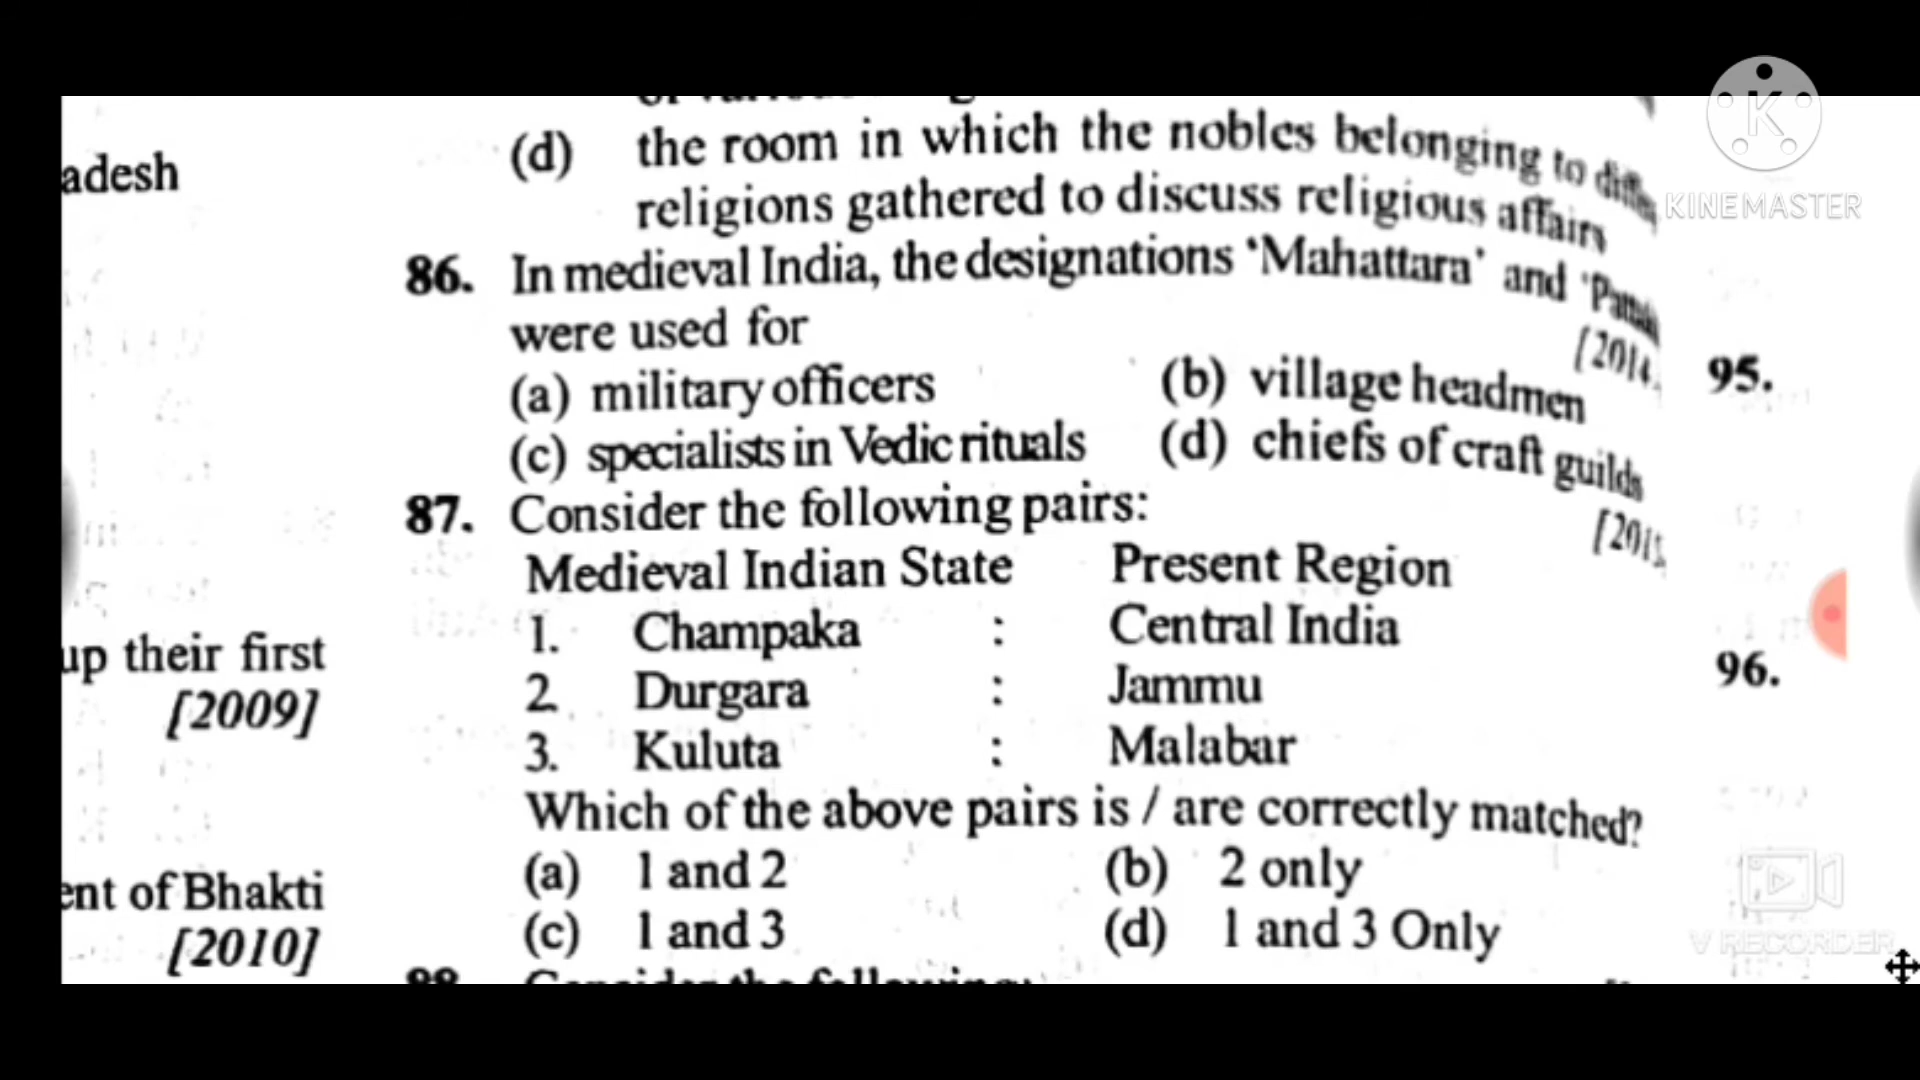 adesh
up their first
[2009]
ent of Bhakti
[2010]
(d) the room in which the nobles belonging to
religions gathered to discuss religious affairs
86. In medieval India, the designations ‘Mahattara’ and
were used for
(a) military officers (b) village headmen
(c) specialists in Vedic rituals (d) chiefs of craft guilds
87. Consider the following pairs:
Medieval Indian State Present Region
1. Champaka : Central India
2. Durgara : Jammu
3. Kuluta : Malabar
Which of the above pairs is / are correctly matched?
(a) 1 and 2 (b) 2 only
(c) 1 and 3 (d) 1 and 3 Only
95.
96.
K
KINEMASTER
V RECORDER